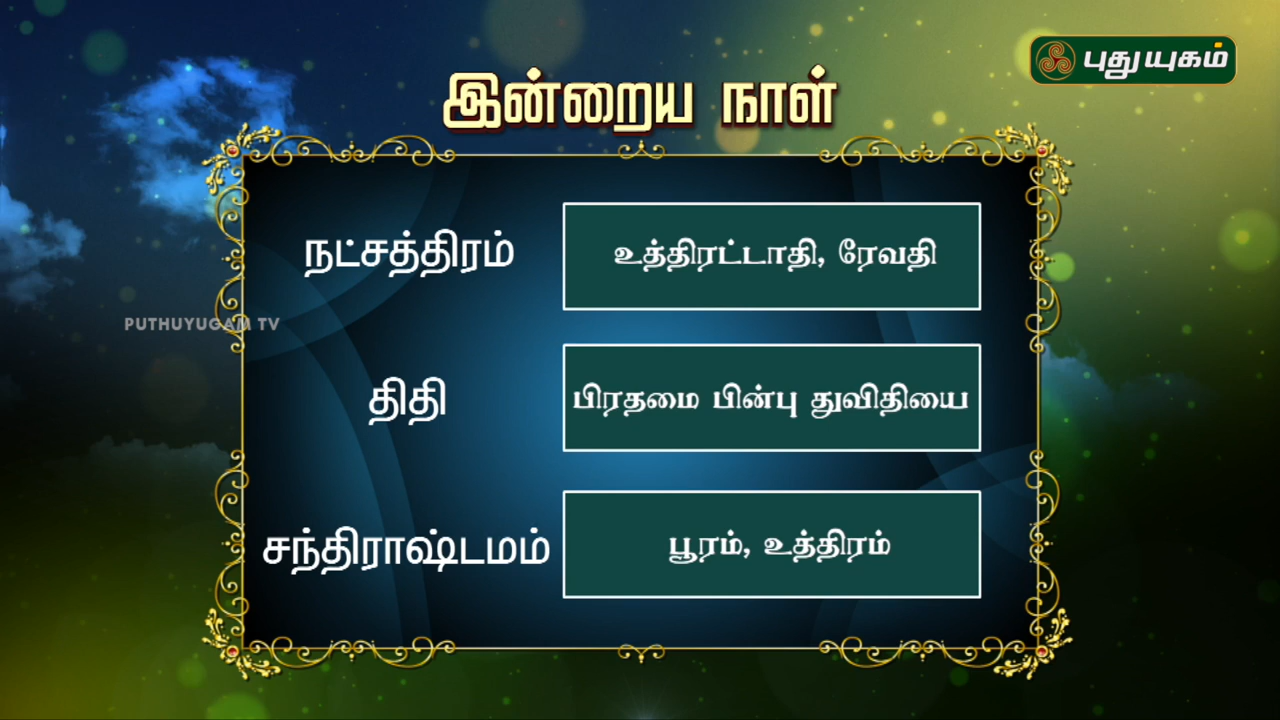 புதுயுகம்
இன்றைய நாள்
நட்சத்திரம் உத்திரட்டாதி, ரேவதி
PUTHUYUGAM TV
திதி பிரதமை பின்பு துவிதியை
சந்திராஷ்டமம் பூரம், உத்திரம்